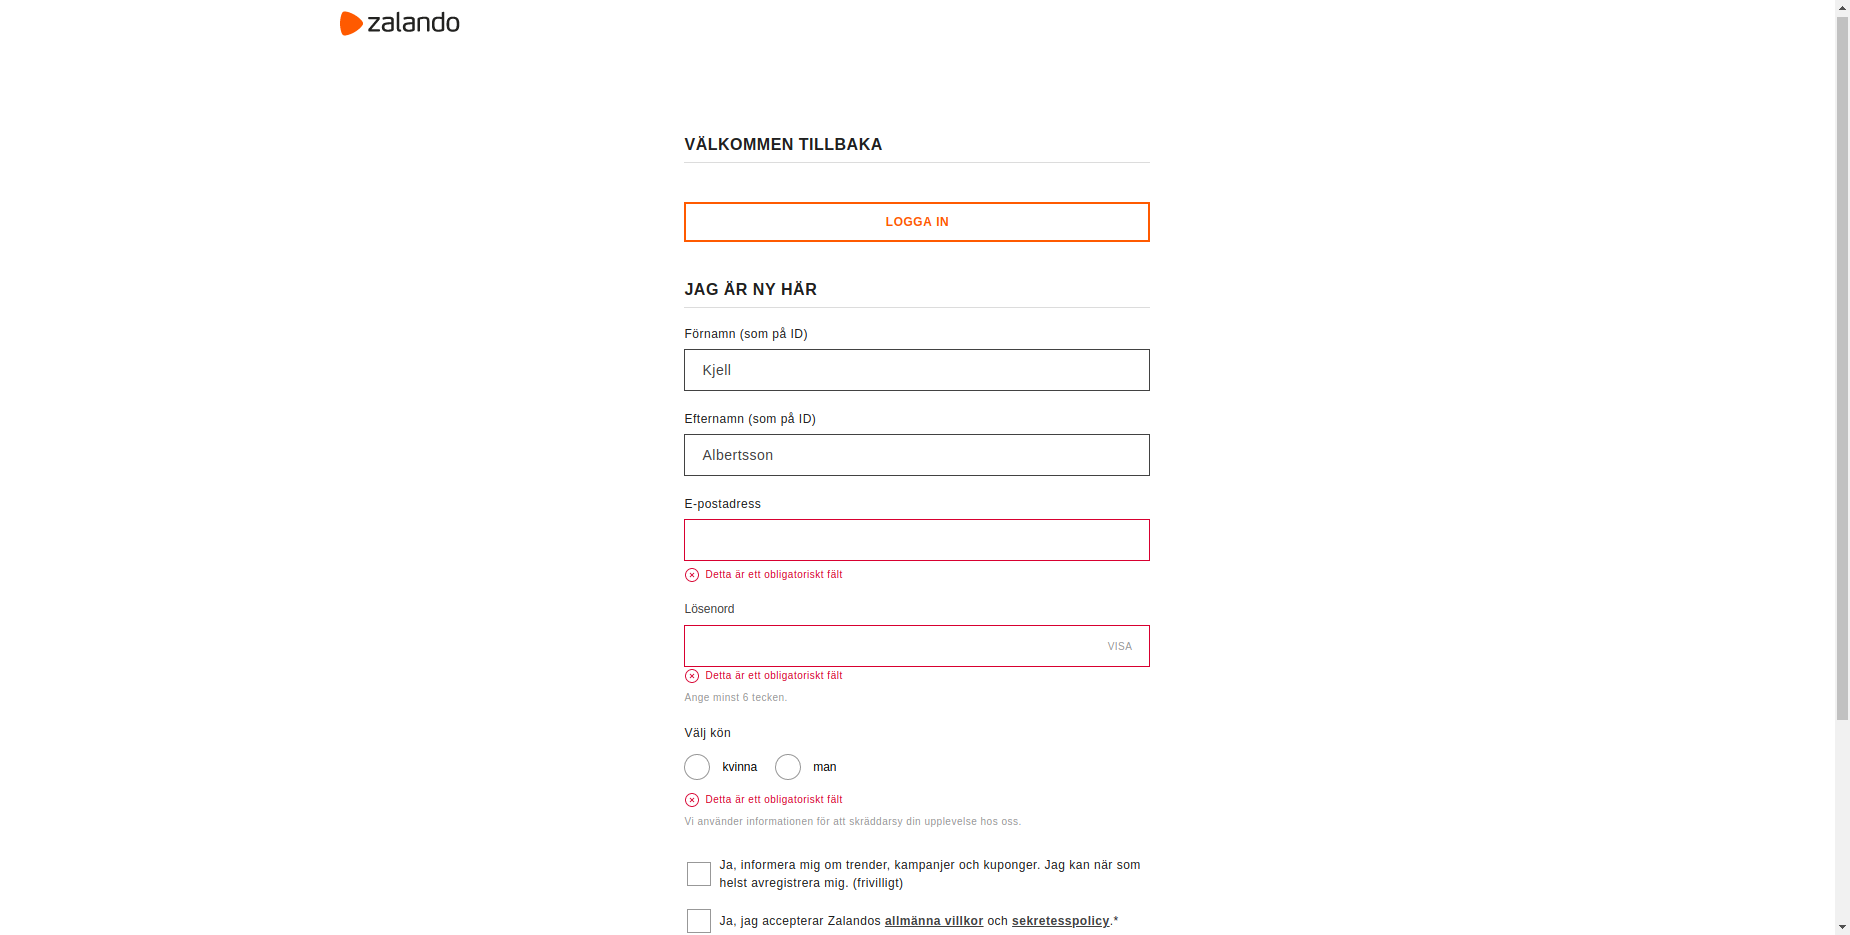 zalando
VÄLKOMMEN TILLBAKA
LOGGA IN
JAG ÄR NY HÄR
Förnamn (som på ID)
Kjell
Efternamn (som på ID)
Albertsson
E-postadress
Detta är ett obligatoriskt fält
Lösenord
VISA
Detta är ett obligatoriskt fält
Ange minst 6 tecken.
Välj kön
kvinna man
Detta är ett obligatoriskt fält
Vi använder informationen för att skräddarsy din upplevelse hos oss.
Ja, informera mig om trender, kampanjer och kuponger. Jag kan när som
helst avregistrera mig. (frivilligt)
Ja, jag accepterar Zalandos allmänna villkor och sekretesspolicy.*